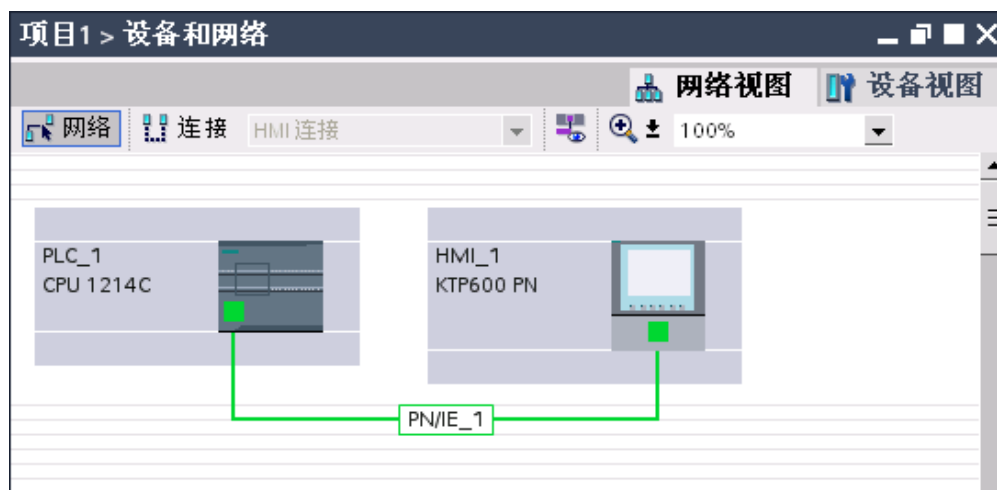 项目1 > 设备和网络
网络视图 设备视图
网络 连接 HMI 连接 100%
PLC_1
CPU 1214C
HMI_1
KTP600 PN
PN/IE_1